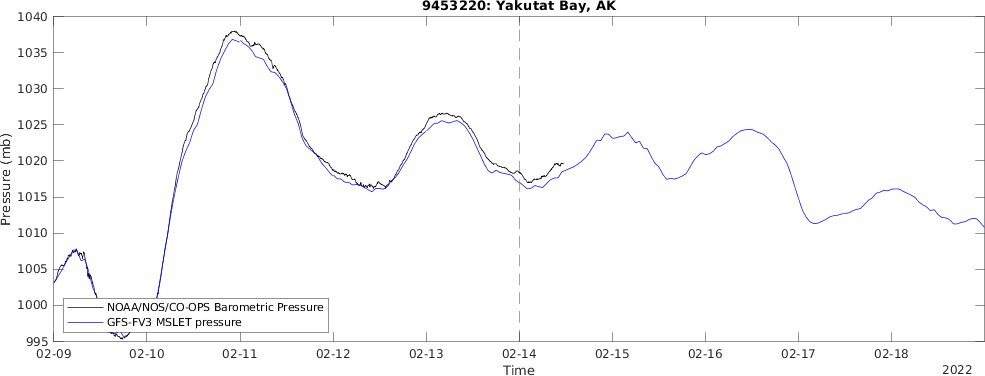 9453220: Yakutat Bay, AK
1040
1035
1030
1025
1020
1015
1010
1005
1000
995
Pressure (mb)
NOAA/NOS/CO-OPS Barometric Pressure
GFS-FV3 MSLET pressure
02-09 02-10 02-11 02-12 02-13 02-14 02-15 02-16 02-17 02-18
Time
2022